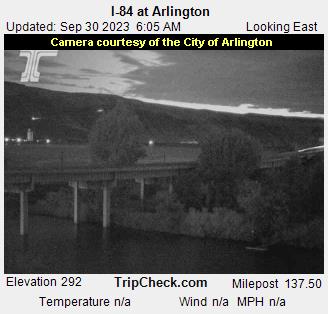 I-84 at Arlington
Updated: Sep 30 2023 6:05 AM Looking East
Camera courtesy of the City of Arlington
Elevation 292 TripCheck.com Milepost 137.50
Temperature n/a Wind n/a MPH n/a